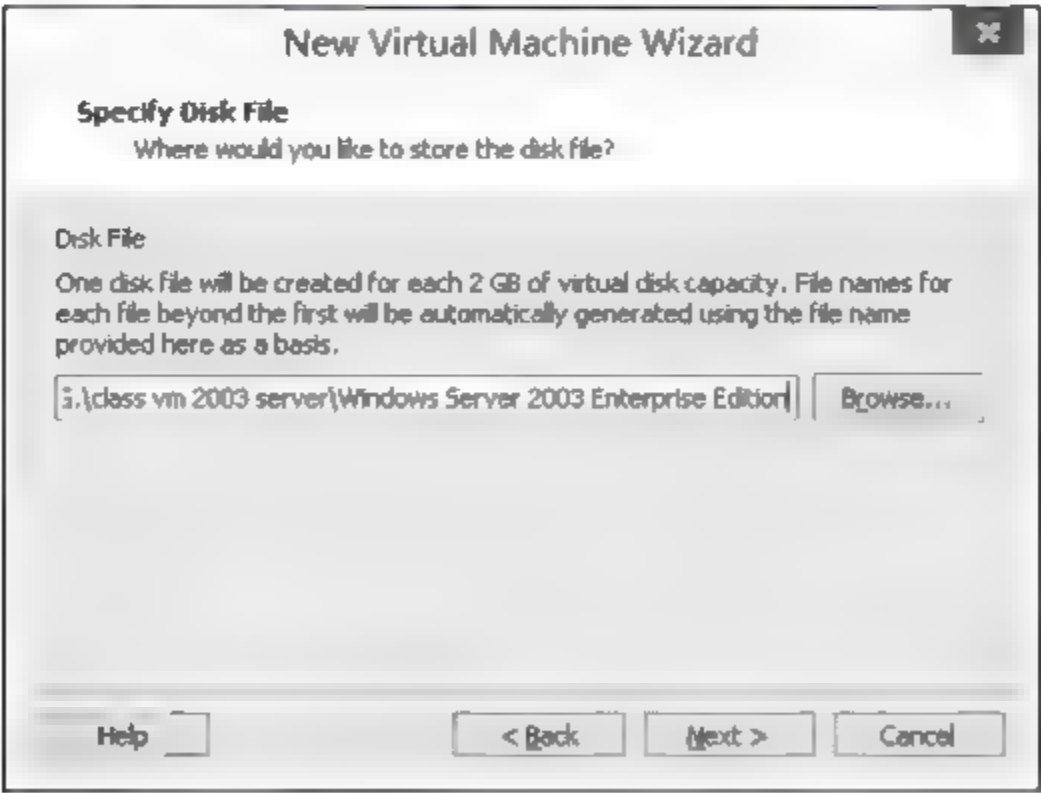 New Virtual Machine Wizard
Specify Disk File
Where would you like to store the disk file?
Disk File
One disk file will be created for each 2 GB of virtual disk capacity. File names for
each file beyond the first will be automatically generated using the file name
provided here as a basis.
:\class vm 2003 server\Windows Server 2003 Enterprise Edition Browse...
Help < Back Next > Cancel